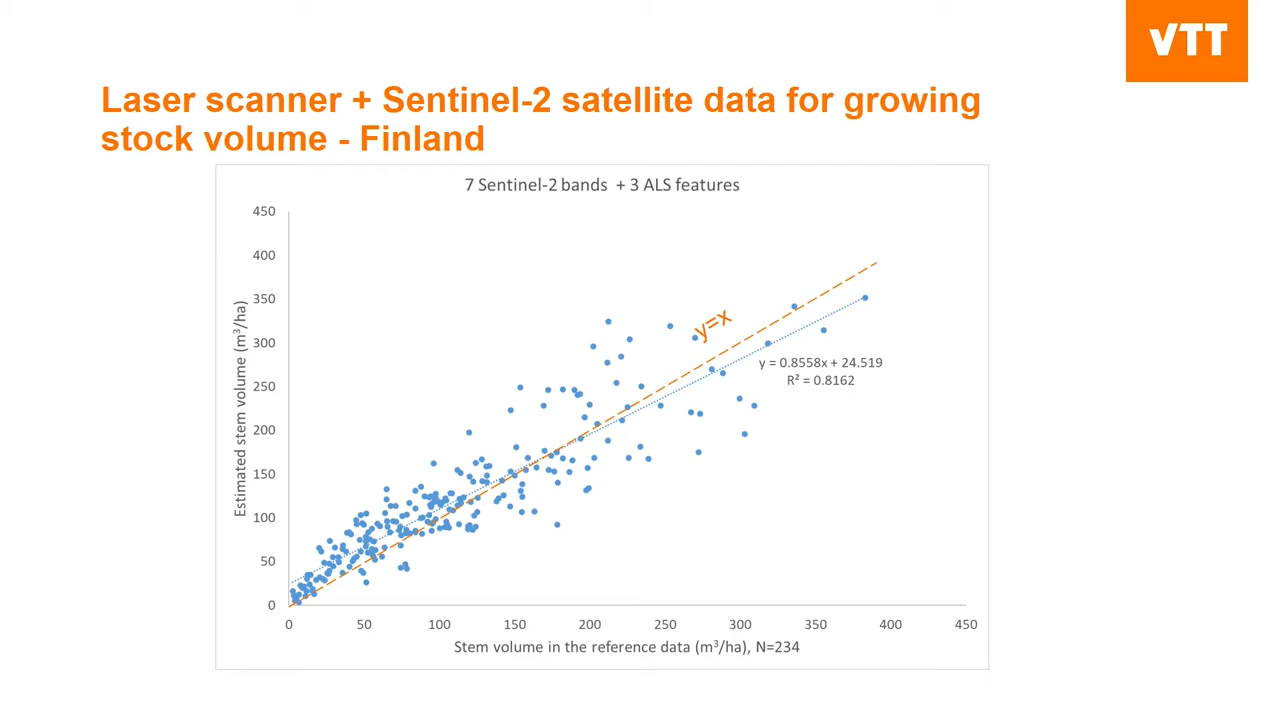 VTT
Laser scanner + Sentinel-2 satellite data for growing
stock volume - Finland
7 Sentinel-2 bands + 3 ALS features
450
400
350
300
250
200
150
100
50
0
Estimated stem volume (m³/ha)
y=x
y = 0.8558x + 24.519
R² = 0.8162
0 50 100 150 200 250 300 350 400 450
Stem volume in the reference data (m³/ha), N=234